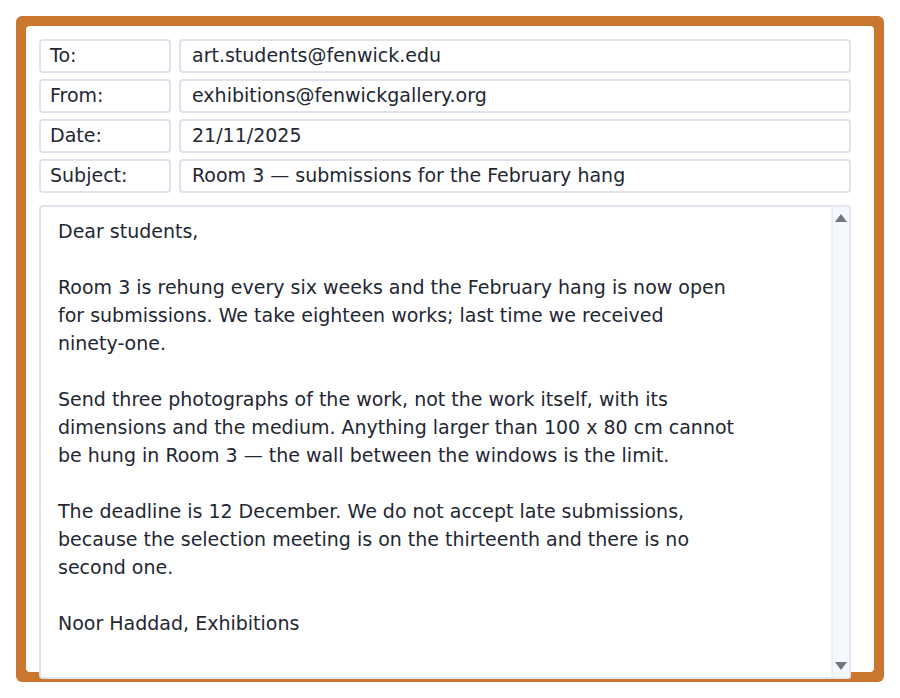 To: art.students@fenwick.edu
From: exhibitions@fenwickgallery.org
Date: 21/11/2025
Subject: Room 3 — submissions for the February hang
Dear students,
Room 3 is rehung every six weeks and the February hang is now open
for submissions. We take eighteen works; last time we received
ninety-one.
Send three photographs of the work, not the work itself, with its
dimensions and the medium. Anything larger than 100 x 80 cm cannot
be hung in Room 3 — the wall between the windows is the limit.
The deadline is 12 December. We do not accept late submissions,
because the selection meeting is on the thirteenth and there is no
second one.
Noor Haddad, Exhibitions